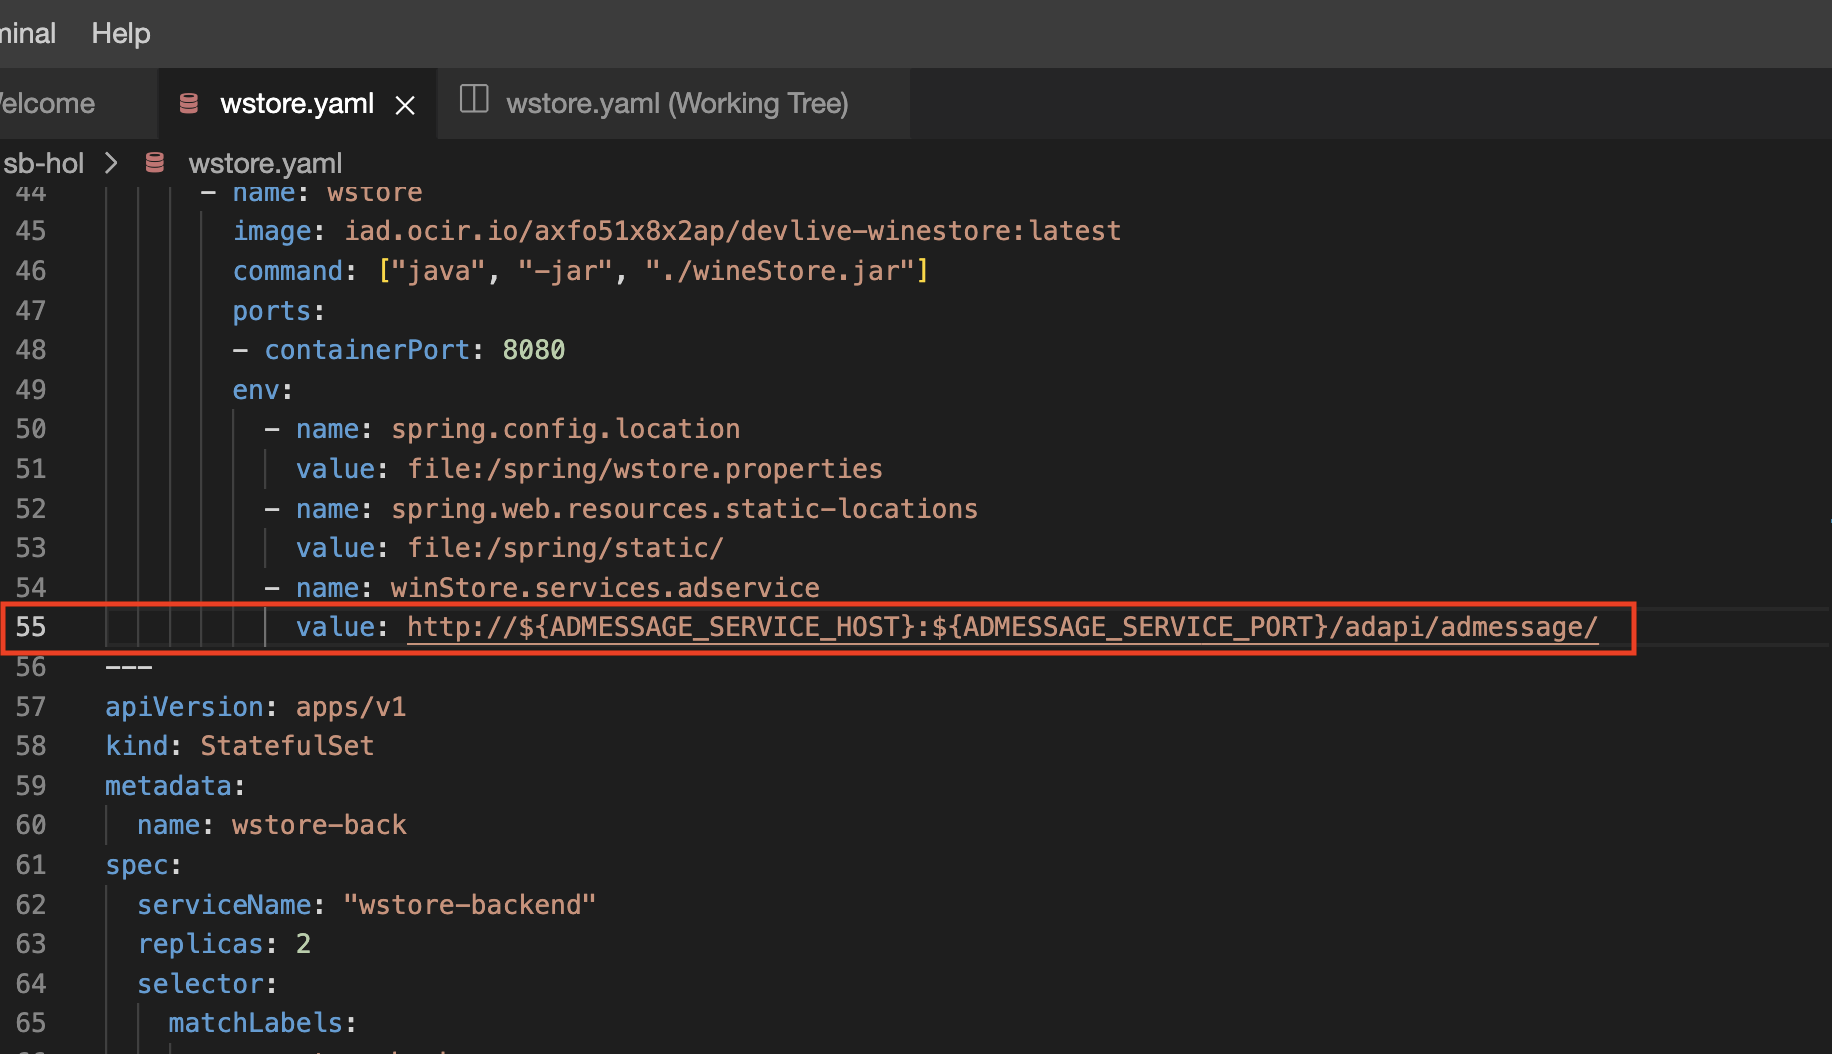 minal Help
elcome wstore.yaml wstore.yaml (Working Tree)
sb-hol > wstore.yaml
44 - name: wstore
45 image: iad.ocir.io/axfo51x8x2ap/devlive-winestore:latest
46 command: ["java", "-jar", "./wineStore.jar"]
47 ports:
48 - containerPort: 8080
49 env:
50 - name: spring.config.location
51 value: file:/spring/wstore.properties
52 - name: spring.web.resources.static-locations
53 value: file:/spring/static/
54 - name: winStore.services.adservice
55 value: http://${ADMESSAGE_SERVICE_HOST}:${ADMESSAGE_SERVICE_PORT}/adapi/admessage/
56 ---
57 apiVersion: apps/v1
58 kind: StatefulSet
59 metadata:
60 name: wstore-back
61 spec:
62 serviceName: "wstore-backend"
63 replicas: 2
64 selector:
65 matchLabels: